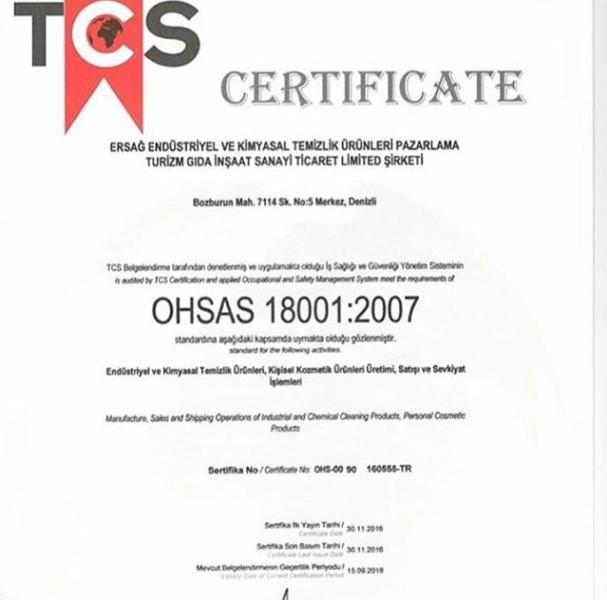 TCS
CERTIFICATE
ERSAĞ ENDÜSTRİYEL VE KİMYASAL TEMİZLİK ÜRÜNLERİ PAZARLAMA
TURİZM GIDA İNŞAAT SANAYİ TİCARET LİMİTED ŞİRKETİ
Bozburun Mah. 7114 Sk. No:5 Merkez, Denizli
TCS Belgelendirme tarafından denetlenmiş ve uygulamakta olduğu İş Sağlığı ve Güvenliği Yönetim Sisteminin
is audited by TCS Certification and applied Occupational and Safety Management System meet the requirements of
OHSAS 18001:2007
standardına aşağıdaki kapsamda uymakta olduğu gözlenmiştir.
standard for the following activities.
Endüstriyel ve Kimyasal Temizlik Ürünleri, Kişisel Kozmetik Ürünleri Üretimi, Satışı ve Sevkiyat
İşlemleri
Manufacture, Sales and Shipping Operations of Industrial and Chemical Cleaning Products, Personal Cosmetic
Products
Sertifika No / Certificate No: OHS-00 90 160555-TR
Sertifika İlk Yayın Tarihi / 30.11.2016
Certificate Date
Sertifika Son Basım Tarihi / 30.11.2016
Certificate Last Issue Date
Mevcut Belgelendirmenin Geçerlilik Periyodu / 15.09.2018
Validity Date of Current Certification Period